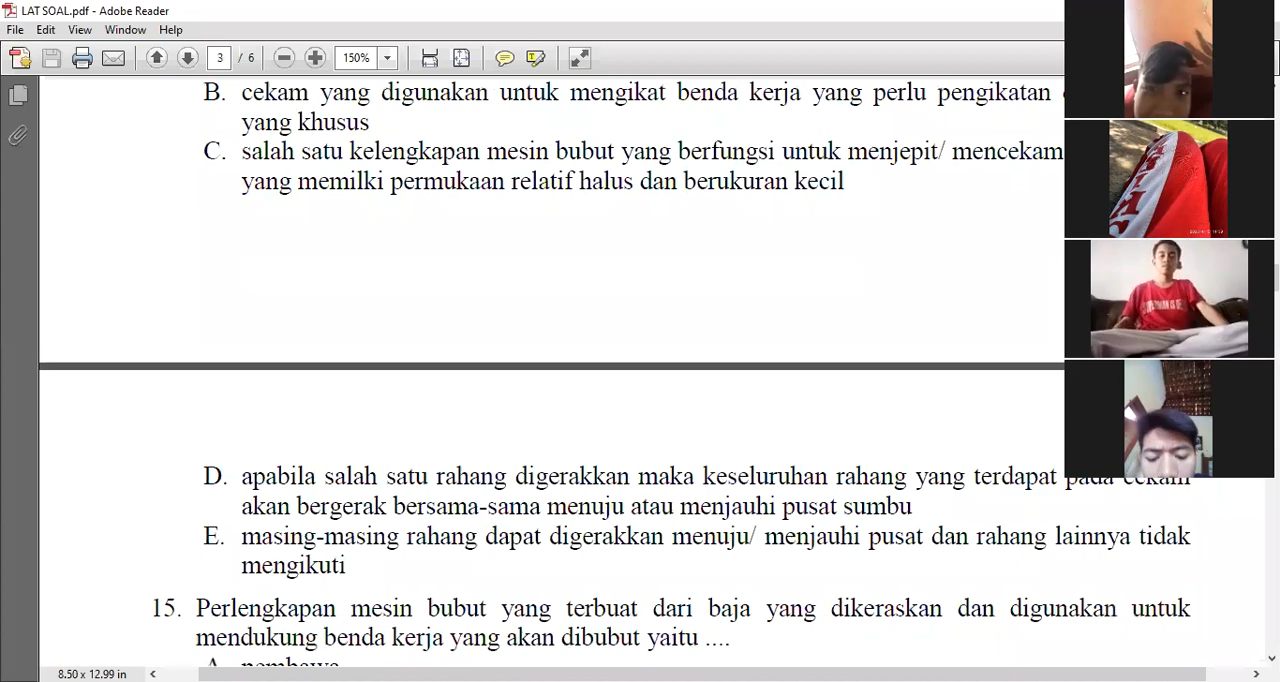 LAT SOAL.pdf - Adobe Reader
File Edit View Window Help
3 / 6 150%
B. cekam yang digunakan untuk mengikat benda kerja yang perlu pengikatan
yang khusus
C. salah satu kelengkapan mesin bubut yang berfungsi untuk menjepit/ mencekam
yang memilki permukaan relatif halus dan berukuran kecil
D. apabila salah satu rahang digerakkan maka keseluruhan rahang yang terdapat pada cekam
akan bergerak bersama-sama menuju atau menjauhi pusat sumbu
E. masing-masing rahang dapat digerakkan menuju/ menjauhi pusat dan rahang lainnya tidak
mengikuti
15. Perlengkapan mesin bubut yang terbuat dari baja yang dikeraskan dan digunakan untuk
mendukung benda kerja yang akan dibubut yaitu ....
A. pembawa
8.50 x 12.99 in